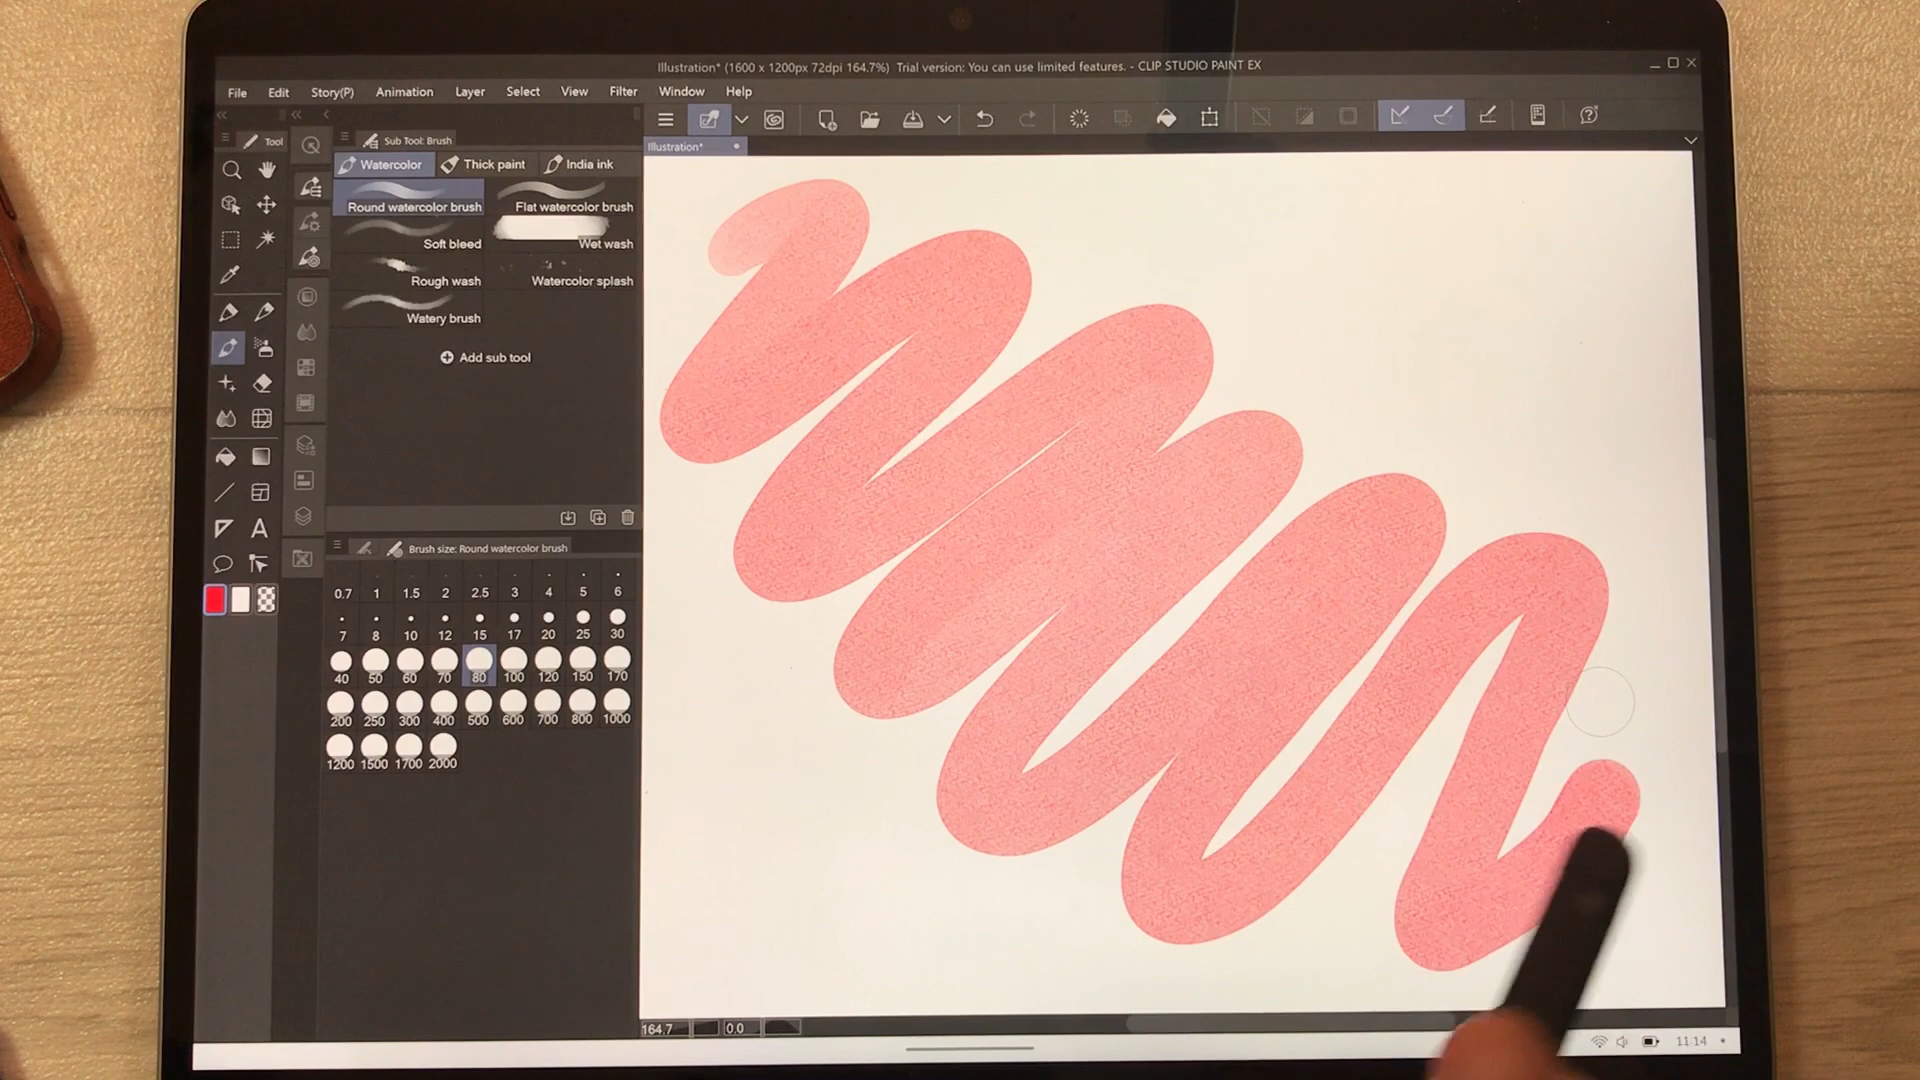 Illustration* (1600 x 1200px 72dpi 164.7%) Trial version: You can use limited features. - CLIP STUDIO PAINT EX
File Edit Story(P) Animation Layer Select View Filter Window Help
Tool
Sub Tool: Brush
Illustration*
Watercolor Thick paint India ink
Round watercolor brush Flat watercolor brush
Soft bleed Wet wash
Rough wash Watercolor splash
Watery brush
Add sub tool
A
Brush size: Round watercolor brush
0.7 1 1.5 2 2.5 3 4 5 6
7 8 10 12 15 17 20 25 30
40 50 60 70 80 100 120 150 170
200 250 300 400 500 600 700 800 1000
1200 1500 1700 2000
164.7 0.0
11:14